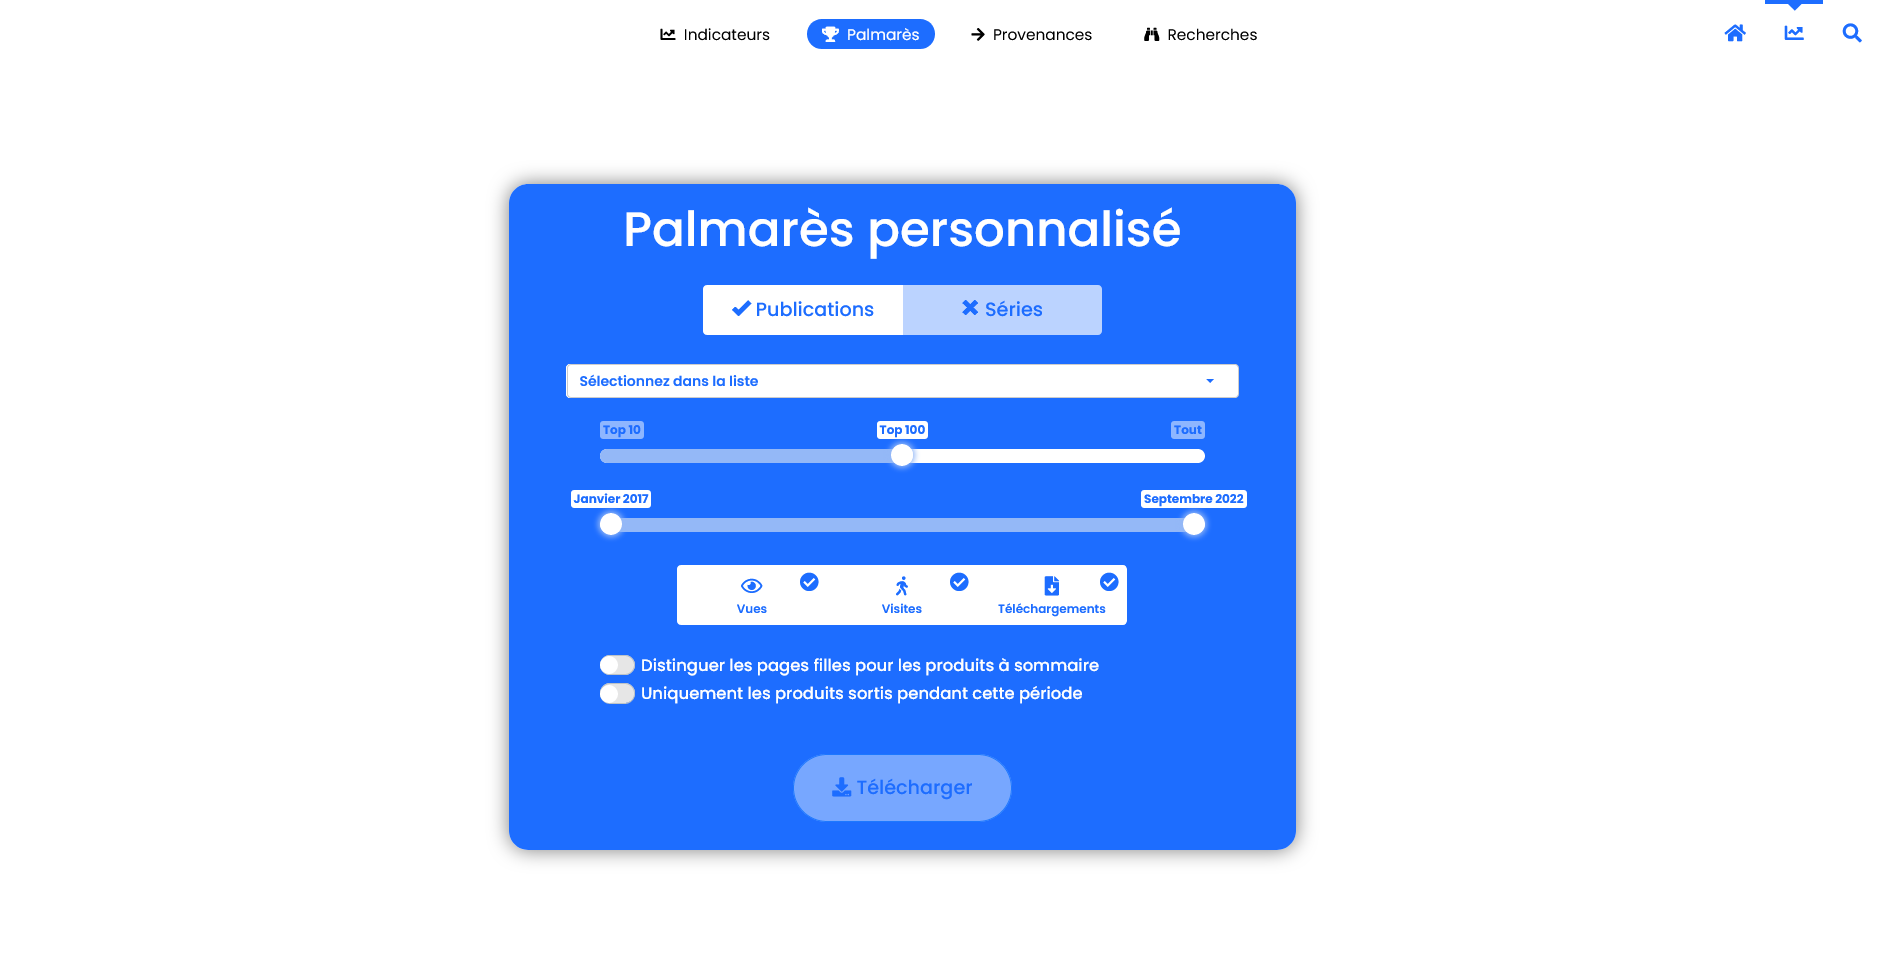 Indicateurs
Palmarès
Provenances
Recherches
Palmarès personnalisé
Publications
Séries
Sélectionnez dans la liste
Top 10
Top 100
Tout
Janvier 2017
Septembre 2022
Vues
Visites
Téléchargements
Distinguer les pages filles pour les produits à sommaire
Uniquement les produits sortis pendant cette période
Télécharger